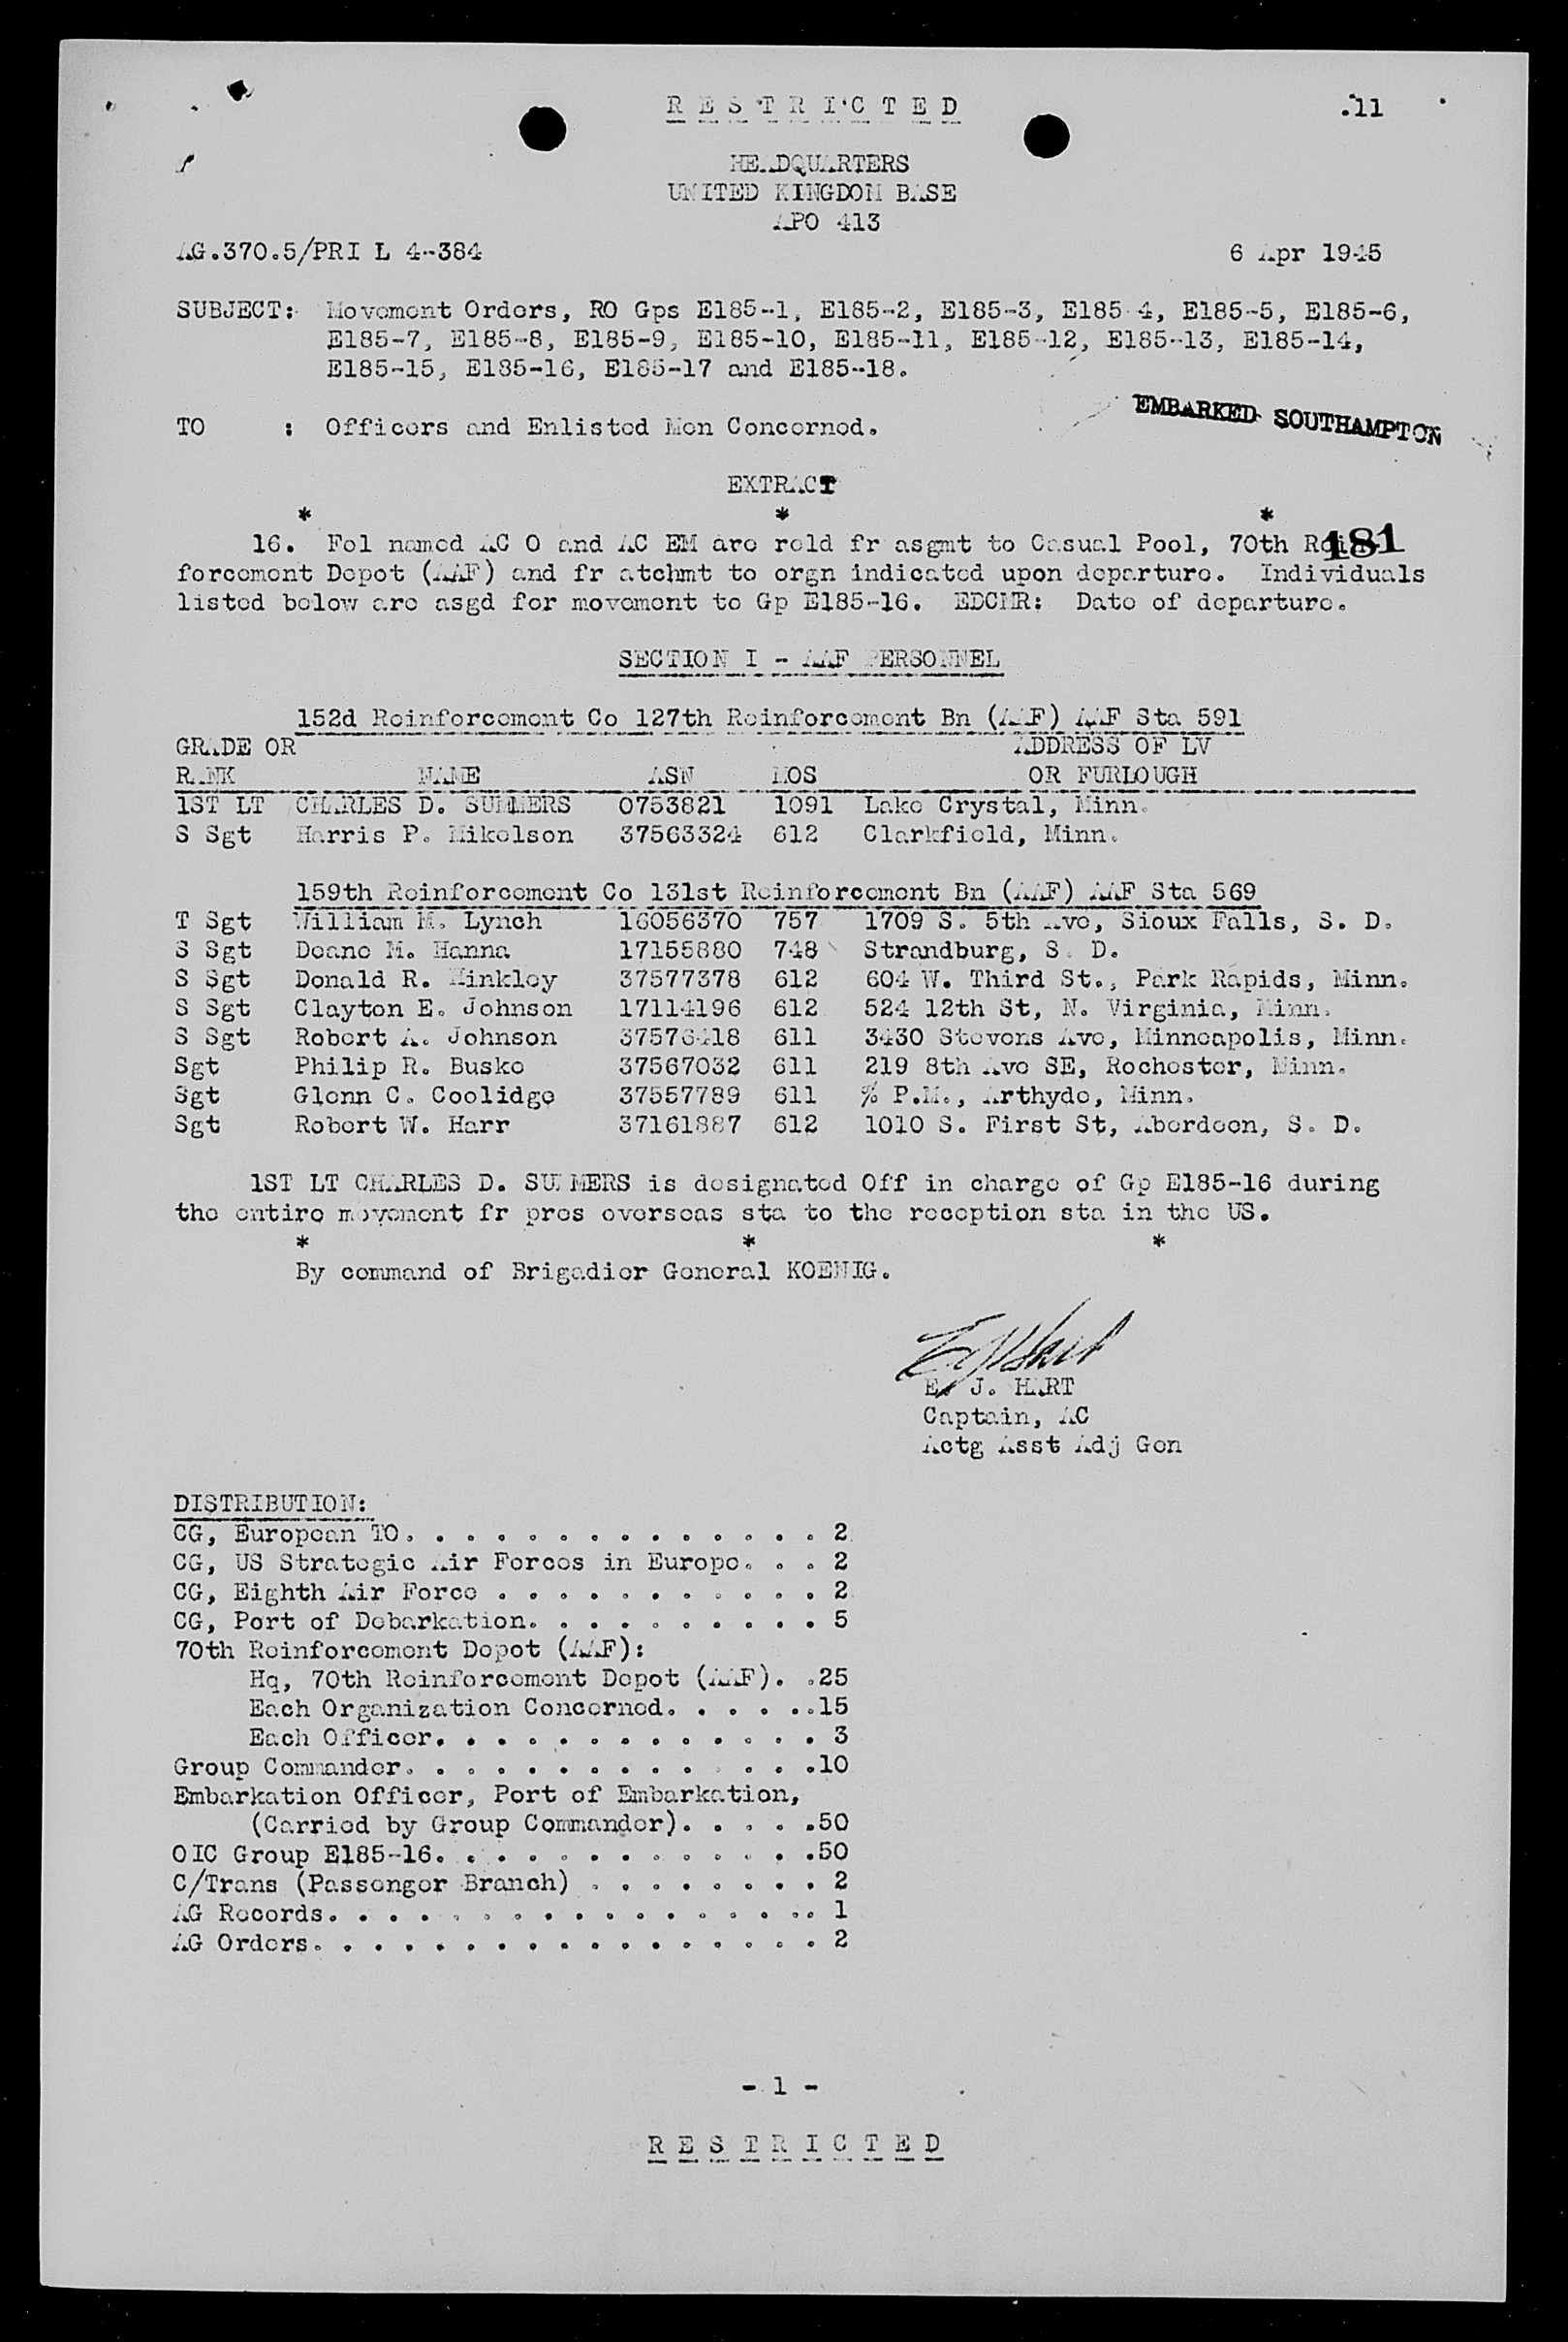 R E S T R I C T E D
.11
HEADQUARTERS
UNITED KINGDOM BASE
APO 413
AG.370.5/PRI L 4-384 6 Apr 1945
SUBJECT: Movement Orders, RO Gps E185-1, E185-2, E185-3, E185-4, E185-5, E185-6,
E185-7, E185-8, E185-9, E185-10, E185-11, E185-12, E185-13, E185-14,
E185-15, E185-16, E185-17 and E185-18.
EMBARKED SOUTHAMPTON
TO : Officers and Enlisted Men Concerned.
EXTRACT
* * *
16. Fol named AC O and AC EM are reld fr asgmt to Casual Pool, 70th Rein-
181
forcement Depot (AAF) and fr atchmt to orgn indicated upon departure. Individuals
listed below are asgd for movement to Gp E185-16. EDCMR: Date of departure.
SECTION I - AAF PERSONNEL
152d Reinforcement Co 127th Reinforcement Bn (AAF) AAF Sta 591
GRADE OR ADDRESS OF LV
RANK NAME ASN MOS OR FURLOUGH
1ST LT CHARLES D. SUMMERS 0753821 1091 Lake Crystal, Minn.
S Sgt Harris P. Mikelson 37563324 612 Clarkfield, Minn.
159th Reinforcement Co 131st Reinforcement Bn (AAF) AAF Sta 569
T Sgt William M. Lynch 16056370 757 1709 S. 5th Ave, Sioux Falls, S. D.
S Sgt Deane M. Hanna 17155880 748 Strandburg, S. D.
S Sgt Donald R. Hinkley 37577378 612 604 W. Third St., Park Rapids, Minn.
S Sgt Clayton E. Johnson 17114196 612 524 12th St, N. Virginia, Minn.
S Sgt Robert A. Johnson 37576418 611 3430 Stevens Ave, Minneapolis, Minn.
Sgt Philip R. Buske 37567032 611 219 8th Ave SE, Rochester, Minn.
Sgt Glenn C. Coolidge 37557789 611 % P.M., Arthyde, Minn.
Sgt Robert W. Harr 37161887 612 1010 S. First St, Aberdeen, S. D.
1ST LT CHARLES D. SUMMERS is designated Off in charge of Gp E185-16 during
the entire movement fr pres overseas sta to the reception sta in the US.
* * *
By command of Brigadier General KOENIG.
E J Hart
E. J. HART
Captain, AC
Actg Asst Adj Gen
DISTRIBUTION:
CG, European TO. . . . . . . . . . . . . . 2
CG, US Strategic Air Forces in Europe. . . 2
CG, Eighth Air Force . . . . . . . . . . . 2
CG, Port of Debarkation. . . . . . . . . . 5
70th Reinforcement Depot (AAF):
Hq, 70th Reinforcement Depot (AAF). .25
Each Organization Concerned. . . . . .15
Each Officer. . . . . . . . . . . . . 3
Group Commander. . . . . . . . . . . . . .10
Embarkation Officer, Port of Embarkation,
(Carried by Group Commander). . . . .50
OIC Group E185-16. . . . . . . . . . . . .50
C/Trans (Passenger Branch) . . . . . . . . 2
AG Records. . . . . . . . . . . . . . . . .. 1
AG Orders. . . . . . . . . . . . . . . . . 2
- 1 -
R E S T R I C T E D